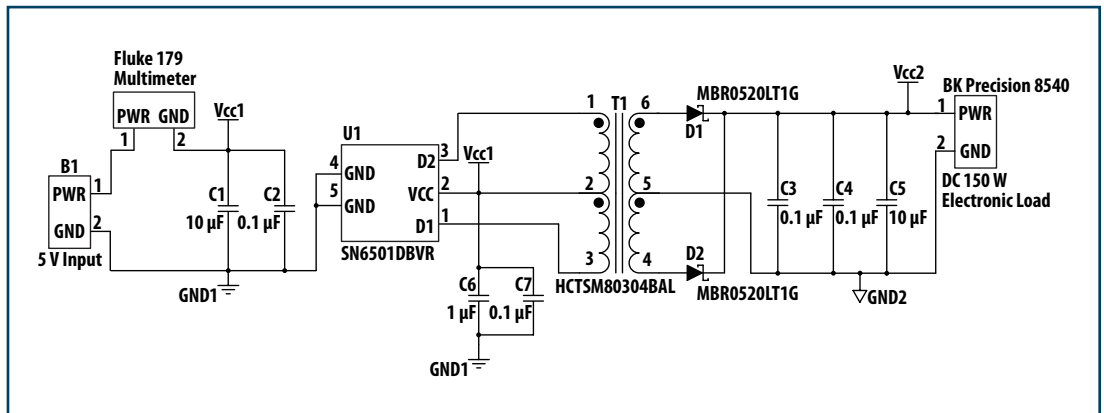 Fluke 179
Multimeter
PWR GND
1 2
Vcc1
B1
PWR 1
GND 2
5 V Input
C1
10 µF
C2
0.1 µF
GND1
U1
4 GND
5 GND
D2 3
VCC 2
D1 1
SN6501DBVR
Vcc1
C6
1 µF
C7
0.1 µF
GND1
1 T1 6
2 5
3 4
HCTSM80304BAL
MBR0520LT1G
D1
D2
MBR0520LT1G
Vcc2
C3
0.1 µF
C4
0.1 µF
C5
10 µF
GND2
BK Precision 8540
1 PWR
2 GND
DC 150 W
Electronic Load